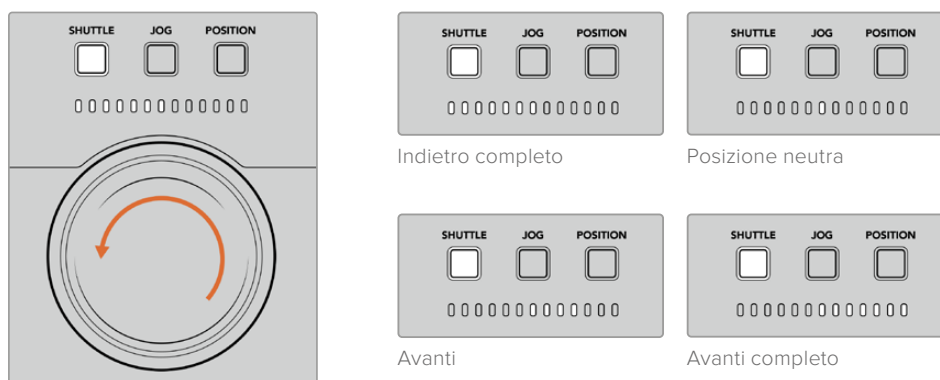 SHUTTLE JOG POSITION
SHUTTLE JOG POSITION
Indietro completo
SHUTTLE JOG POSITION
Posizione neutra
SHUTTLE JOG POSITION
Avanti
SHUTTLE JOG POSITION
Avanti completo